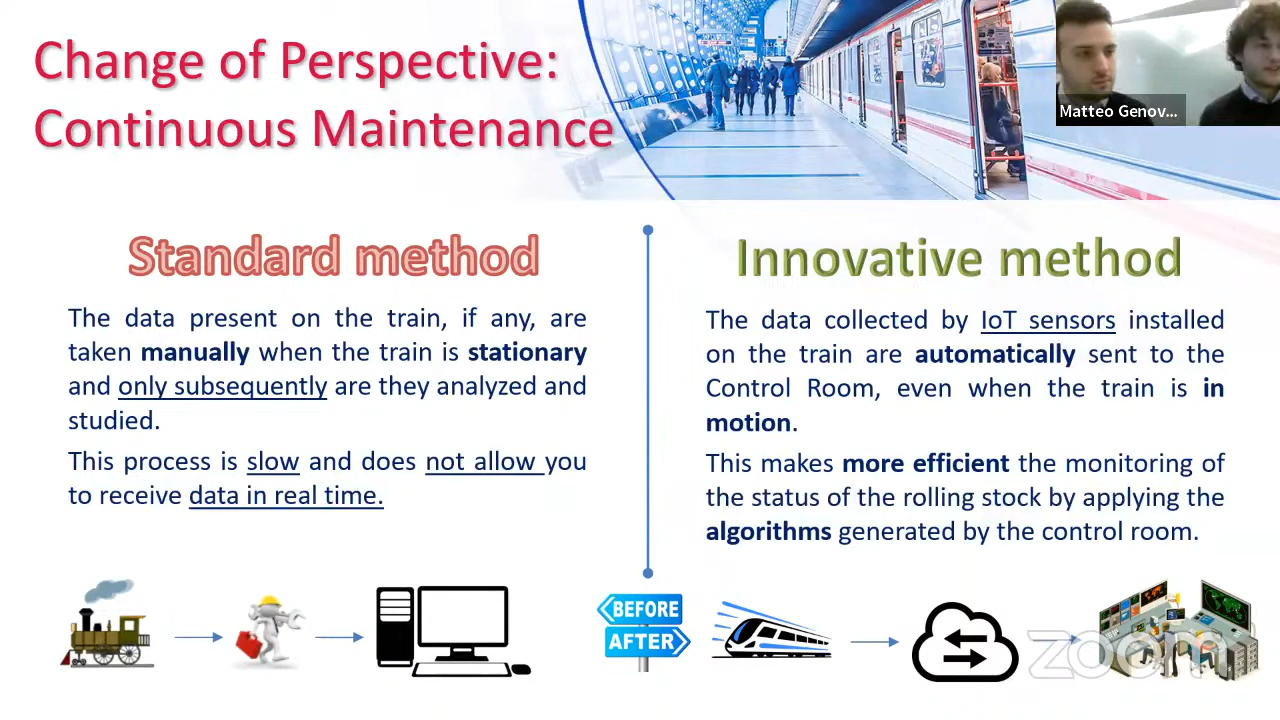 Change of Perspective:
Continuous Maintenance
Matteo Genov...
Standard method
The data present on the train, if any, are
taken manually when the train is stationary
and only subsequently are they analyzed and
studied.
This process is slow and does not allow you
to receive data in real time.
Innovative method
The data collected by IoT sensors installed
on the train are automatically sent to the
Control Room, even when the train is in
motion.
This makes more efficient the monitoring of
the status of the rolling stock by applying the
algorithms generated by the control room.
BEFORE
AFTER
zoom